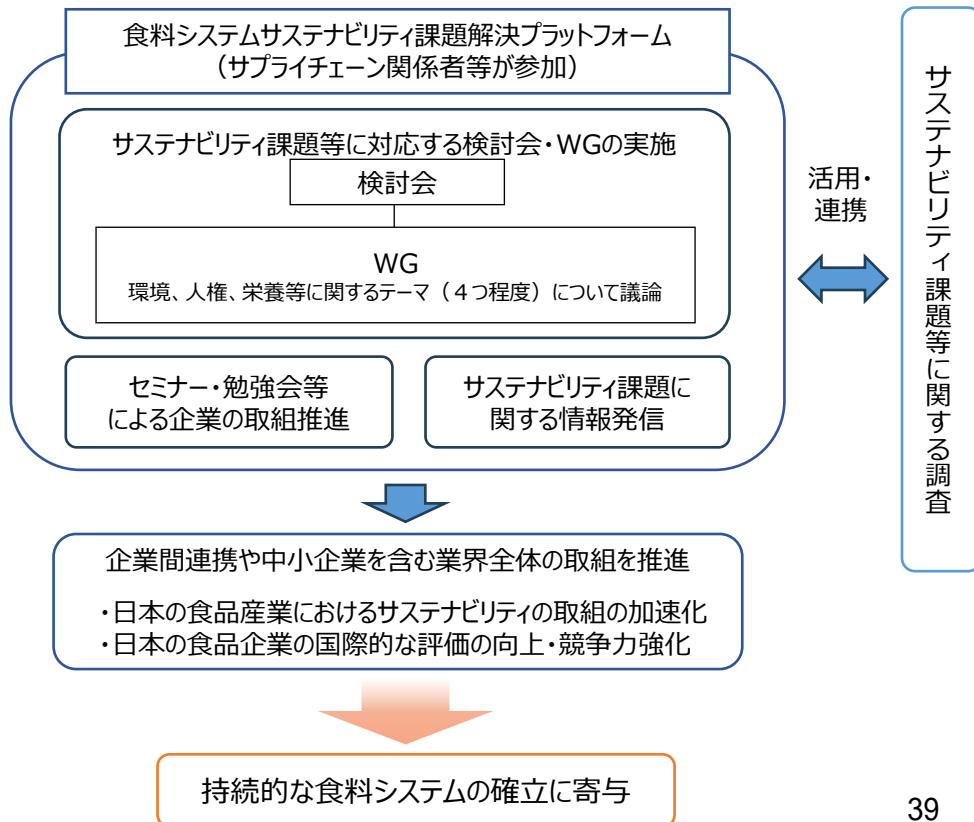 食料システムサステナビリティ課題解決プラットフォーム
（サプライチェーン関係者等が参加）
サステナビリティ課題等に対応する検討会・WGの実施
検討会
WG
環境、人権、栄養等に関するテーマ（４つ程度）について議論
セミナー・勉強会等
による企業の取組推進
サステナビリティ課題に
関する情報発信
活用・
連携
サステナビリティ課題等に関する調査
企業間連携や中小企業を含む業界全体の取組を推進
・日本の食品産業におけるサステナビリティの取組の加速化
・日本の食品企業の国際的な評価の向上・競争力強化
持続的な食料システムの確立に寄与
39